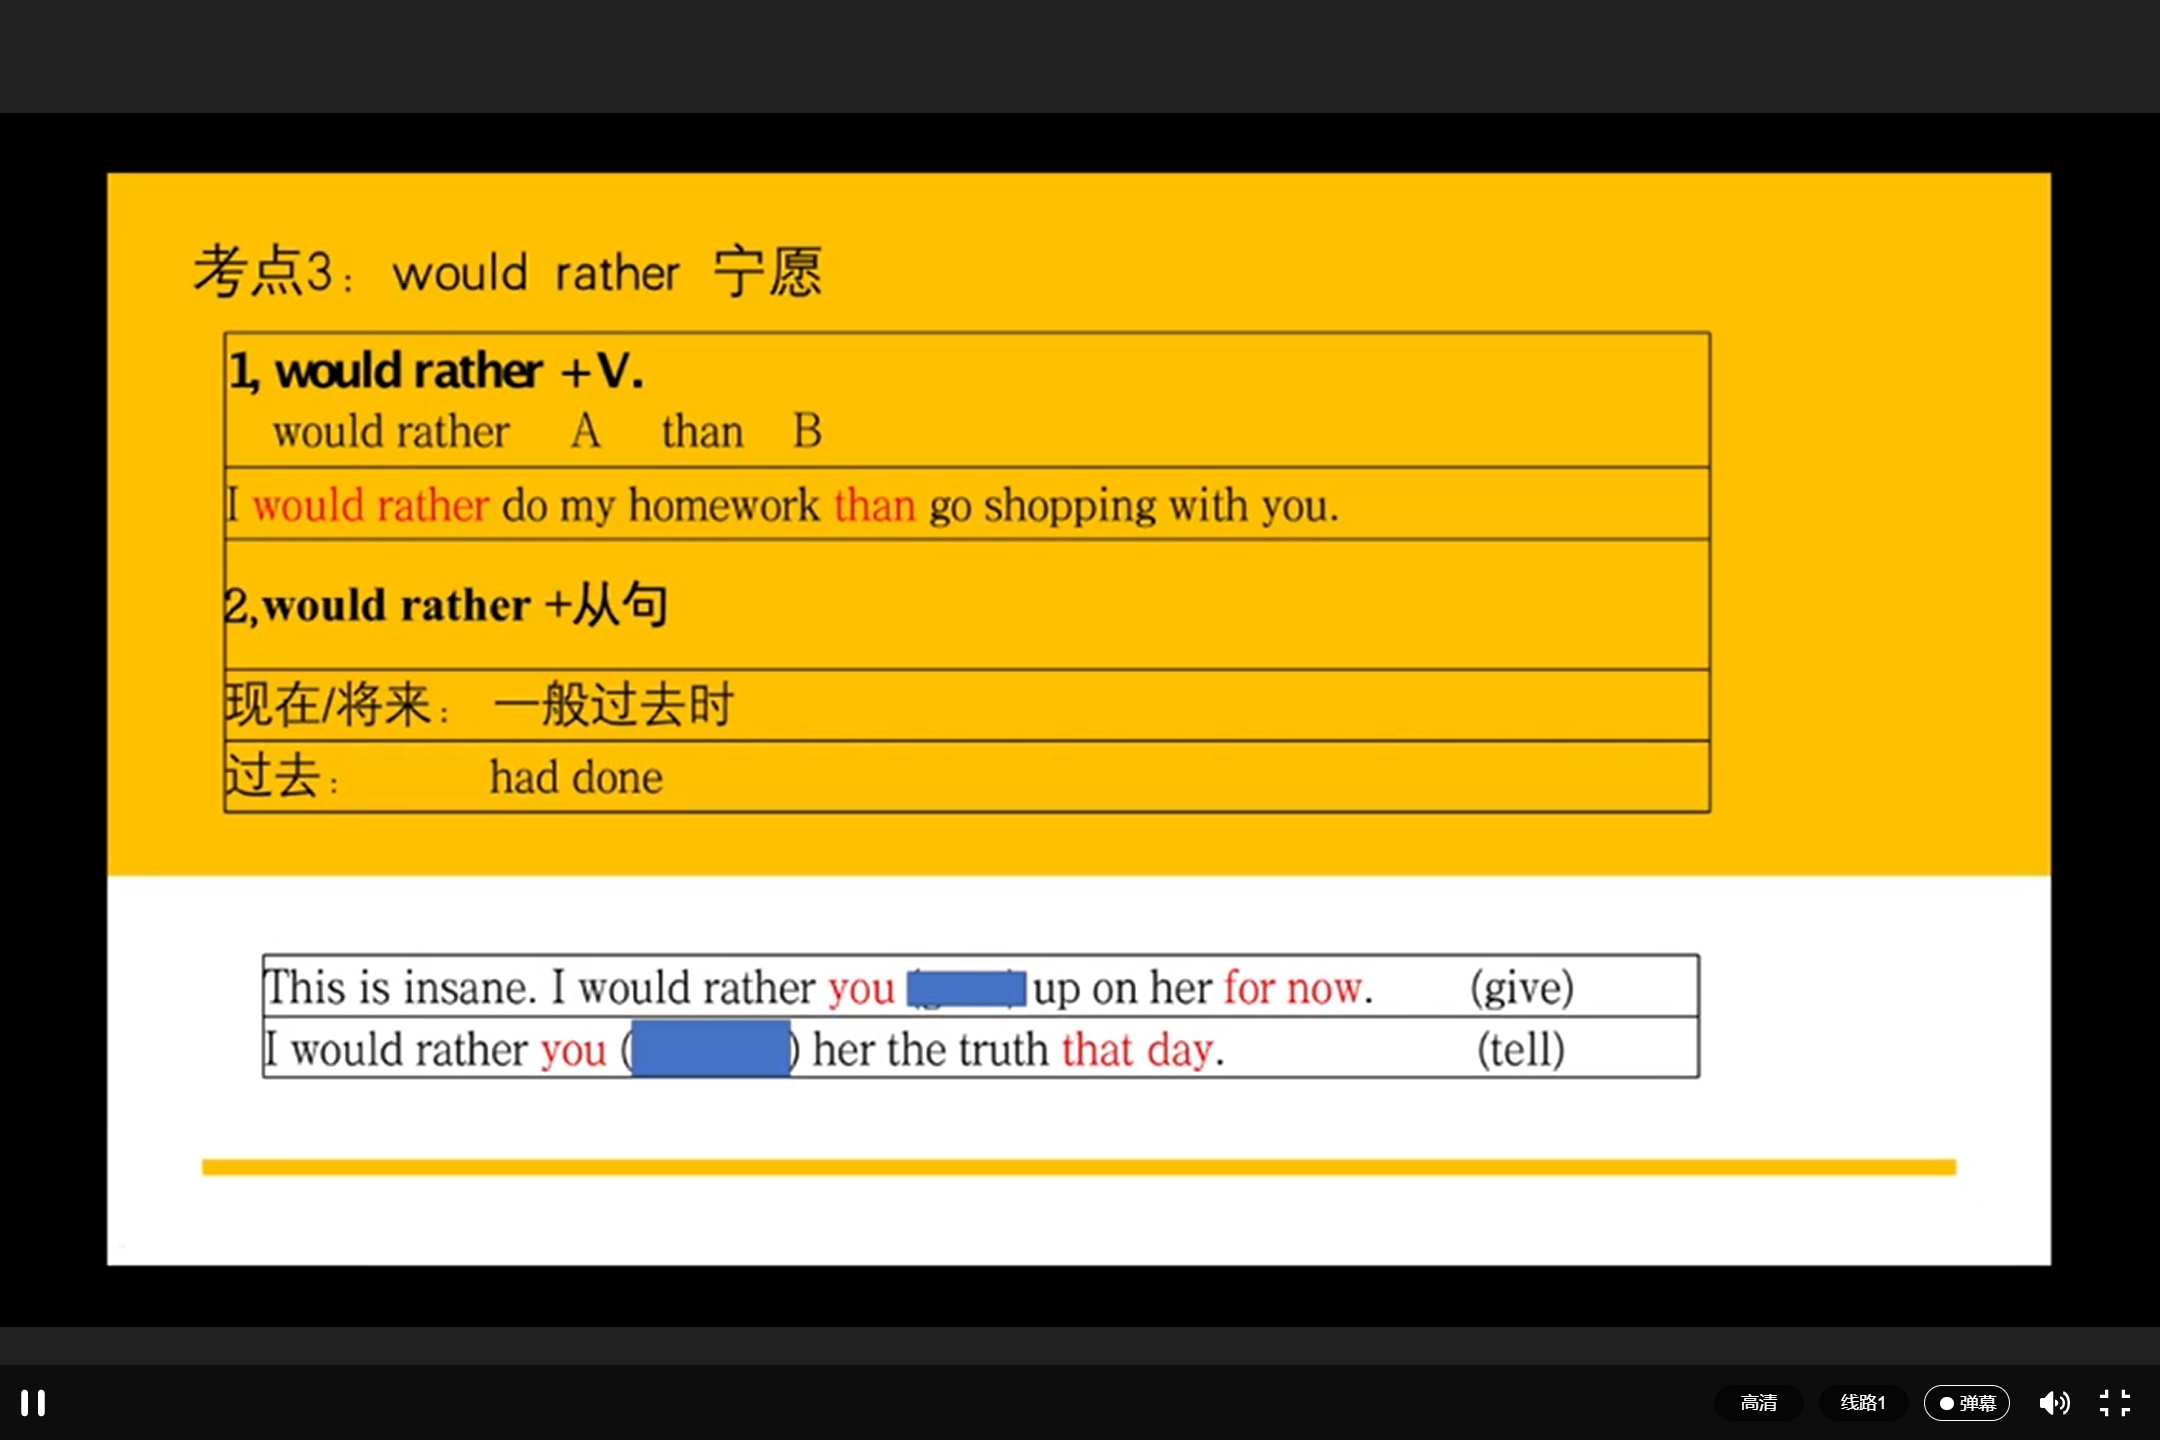 考点3： would rather 宁愿
1, would rather +V.
would rather A than B
I would rather do my homework than go shopping with you.
2,would rather +从句
现在/将来： 一般过去时
过去： had done
This is insane. I would rather you up on her for now. (give)
I would rather you ( ) her the truth that day. (tell)
高清 线路1 弹幕